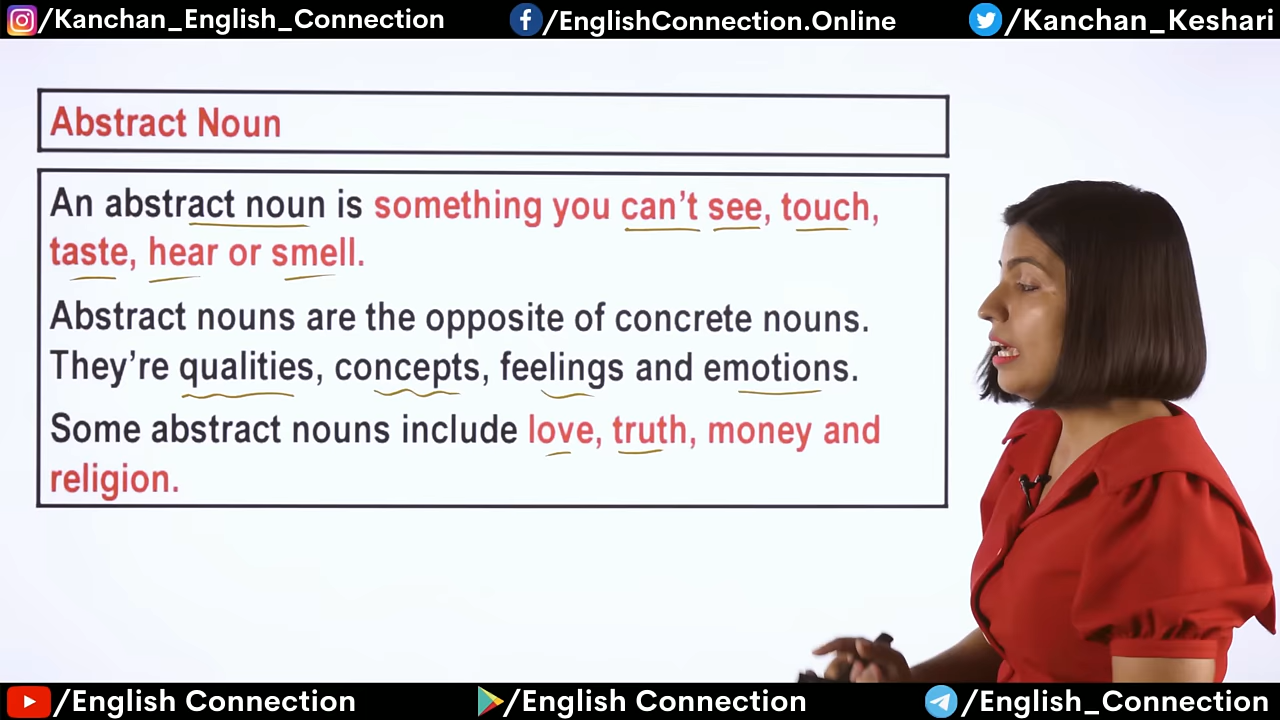 /Kanchan_English_Connection
/EnglishConnection.Online
/Kanchan_Keshari
Abstract Noun
An abstract noun is something you can't see, touch,
taste, hear or smell.
Abstract nouns are the opposite of concrete nouns.
They're qualities, concepts, feelings and emotions.
Some abstract nouns include love, truth, money and
religion.
/English Connection
/English Connection
/English_Connection